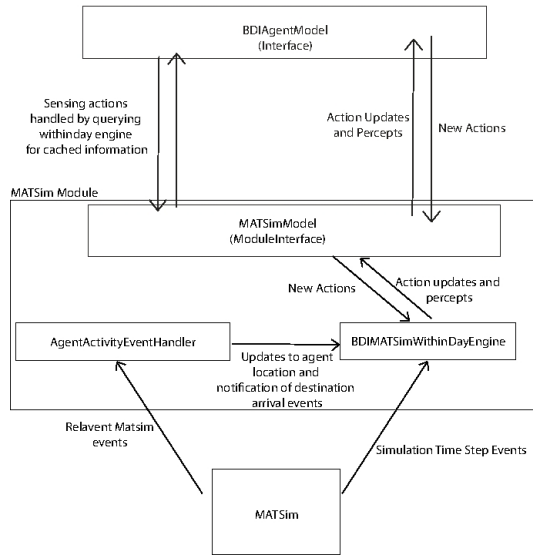 BDIAgentModel
(Interface)
Sensing actions
handled by querying
withinday engine
for cached information
Action Updates
and Percepts
New Actions
MATSim Module
MATSimModel
(ModuleInterface)
New Actions
Action updates and
percepts
AgentActivityEventHandler
BDIMATSimWithinDayEngine
Updates to agent
location and
notification of destination
arrival events
Relavent Matsim
events
Simulation Time Step Events
MATSim